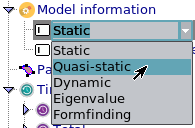 Model information
Static
Static
Quasi-static
Dynamic
Eigenvalue
Formfinding